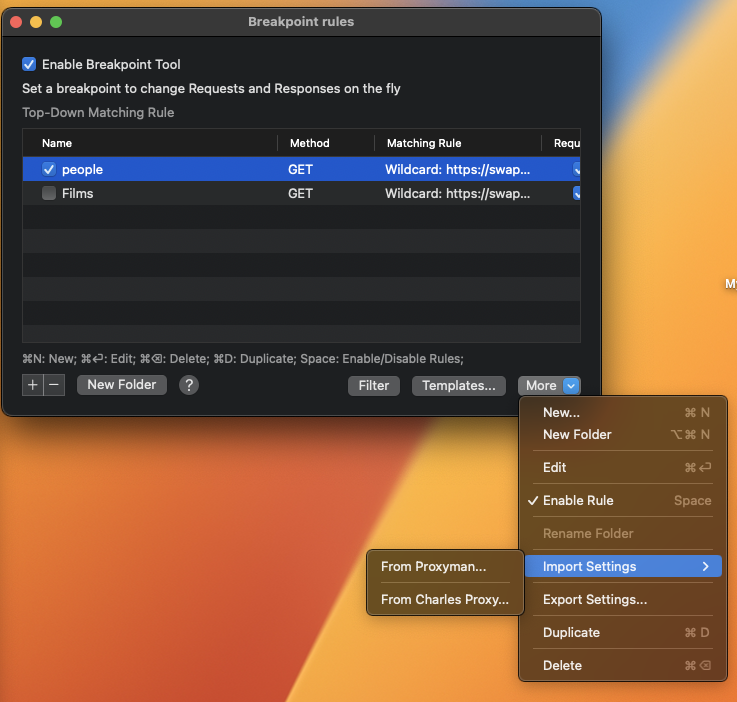 Breakpoint rules
Enable Breakpoint Tool
Set a breakpoint to change Requests and Responses on the fly
Top-Down Matching Rule
Name Method Matching Rule Requ
people GET Wildcard: https://swap...
Films GET Wildcard: https://swap...
⌘N: New; ⌘⏎: Edit; ⌘⌫: Delete; ⌘D: Duplicate; Space: Enable/Disable Rules;
+ − New Folder ? Filter Templates... More
New... ⌘ N
New Folder ⌥⌘ N
Edit ⌘⏎
✓ Enable Rule Space
Rename Folder
Import Settings >
From Proxyman...
From Charles Proxy...
Export Settings...
Duplicate ⌘ D
Delete ⌘⌫